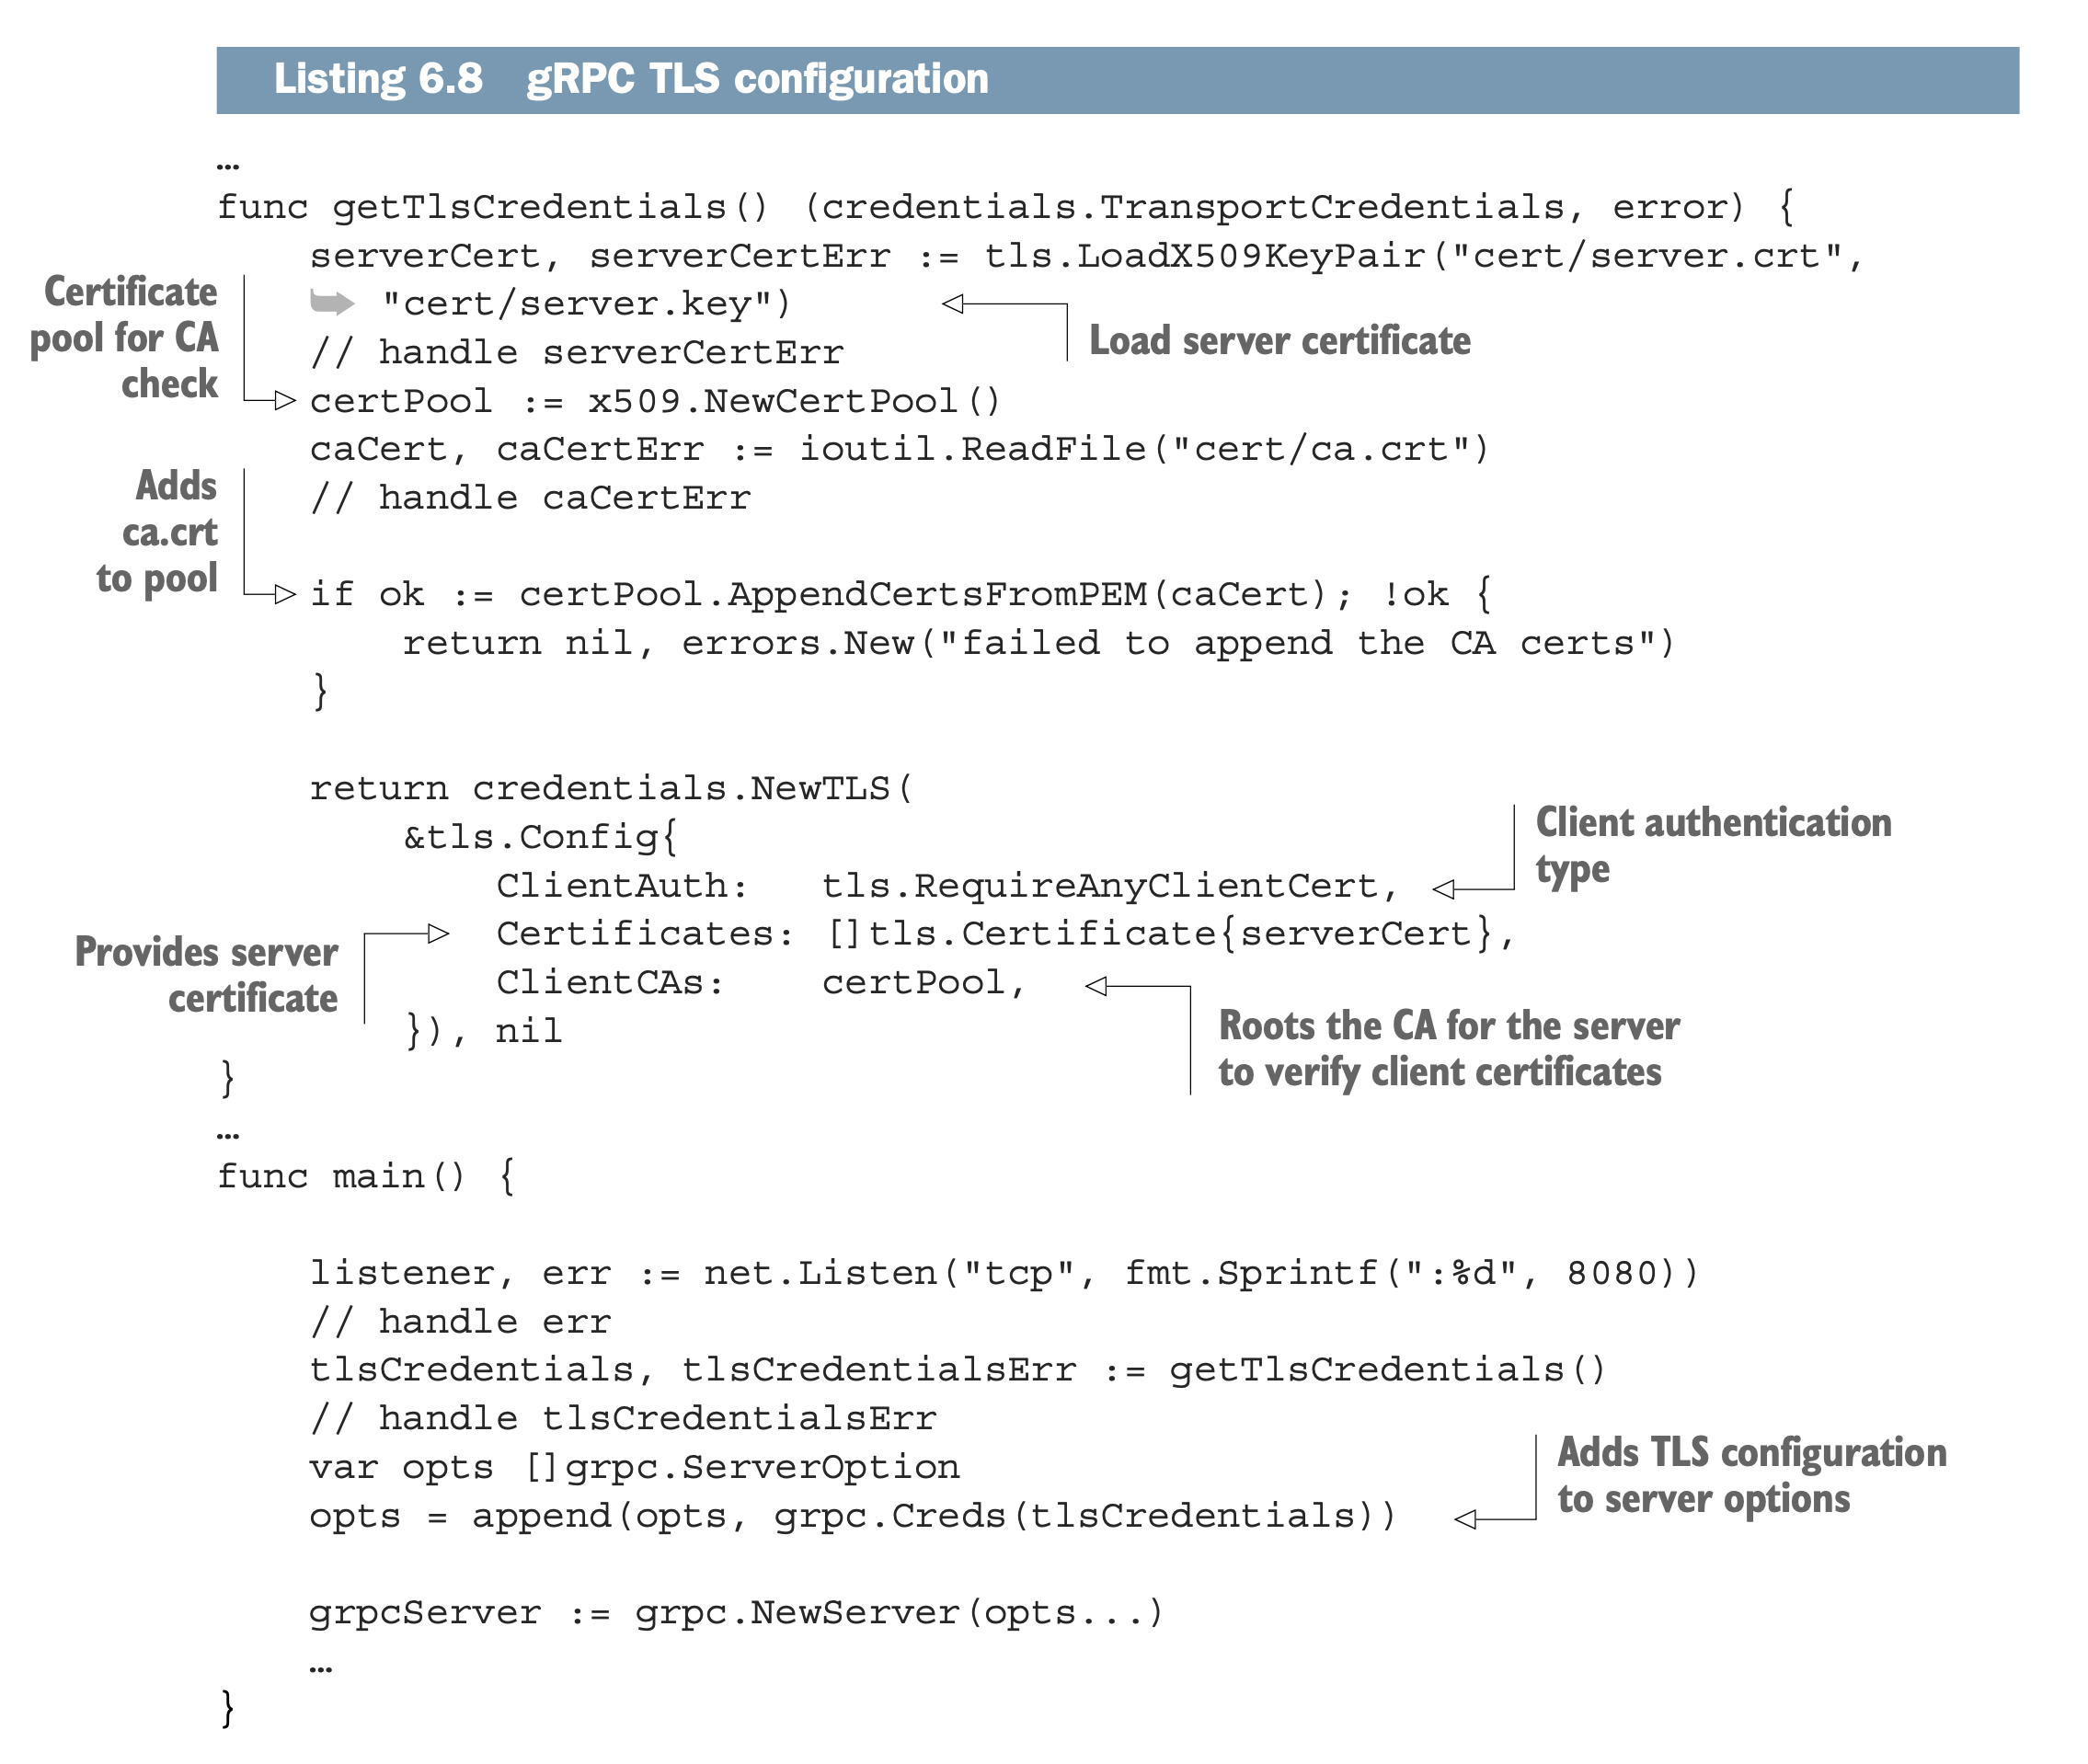 Listing 6.8 gRPC TLS configuration
…
func getTlsCredentials() (credentials.TransportCredentials, error) {
    serverCert, serverCertErr := tls.LoadX509KeyPair("cert/server.crt",
    ➥ "cert/server.key")
Load server certificate
    // handle serverCertErr
Certificate
pool for CA
check
    certPool := x509.NewCertPool()
    caCert, caCertErr := ioutil.ReadFile("cert/ca.crt")
    // handle caCertErr
Adds
ca.crt
to pool
    if ok := certPool.AppendCertsFromPEM(caCert); !ok {
        return nil, errors.New("failed to append the CA certs")
    }
    return credentials.NewTLS(
        &tls.Config{
            ClientAuth:   tls.RequireAnyClientCert,
Client authentication
type
            Certificates: []tls.Certificate{serverCert},
Provides server
certificate
            ClientCAs:    certPool,
Roots the CA for the server
to verify client certificates
        }), nil
}
…
func main() {
    listener, err := net.Listen("tcp", fmt.Sprintf(":%d", 8080))
    // handle err
    tlsCredentials, tlsCredentialsErr := getTlsCredentials()
    // handle tlsCredentialsErr
    var opts []grpc.ServerOption
    opts = append(opts, grpc.Creds(tlsCredentials))
Adds TLS configuration
to server options
    grpcServer := grpc.NewServer(opts...)
    …
}